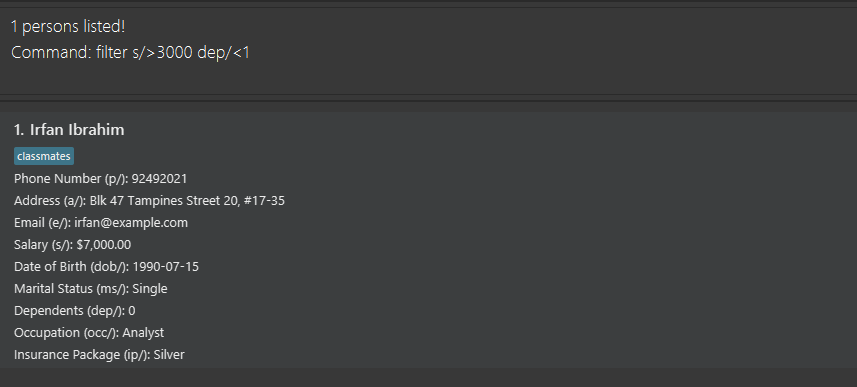 1 persons listed!
Command: filter s/>3000 dep/<1
1. Irfan Ibrahim
classmates
Phone Number (p/): 92492021
Address (a/): Blk 47 Tampines Street 20, #17-35
Email (e/): irfan@example.com
Salary (s/): $7,000.00
Date of Birth (dob/): 1990-07-15
Marital Status (ms/): Single
Dependents (dep/): 0
Occupation (occ/): Analyst
Insurance Package (ip/): Silver